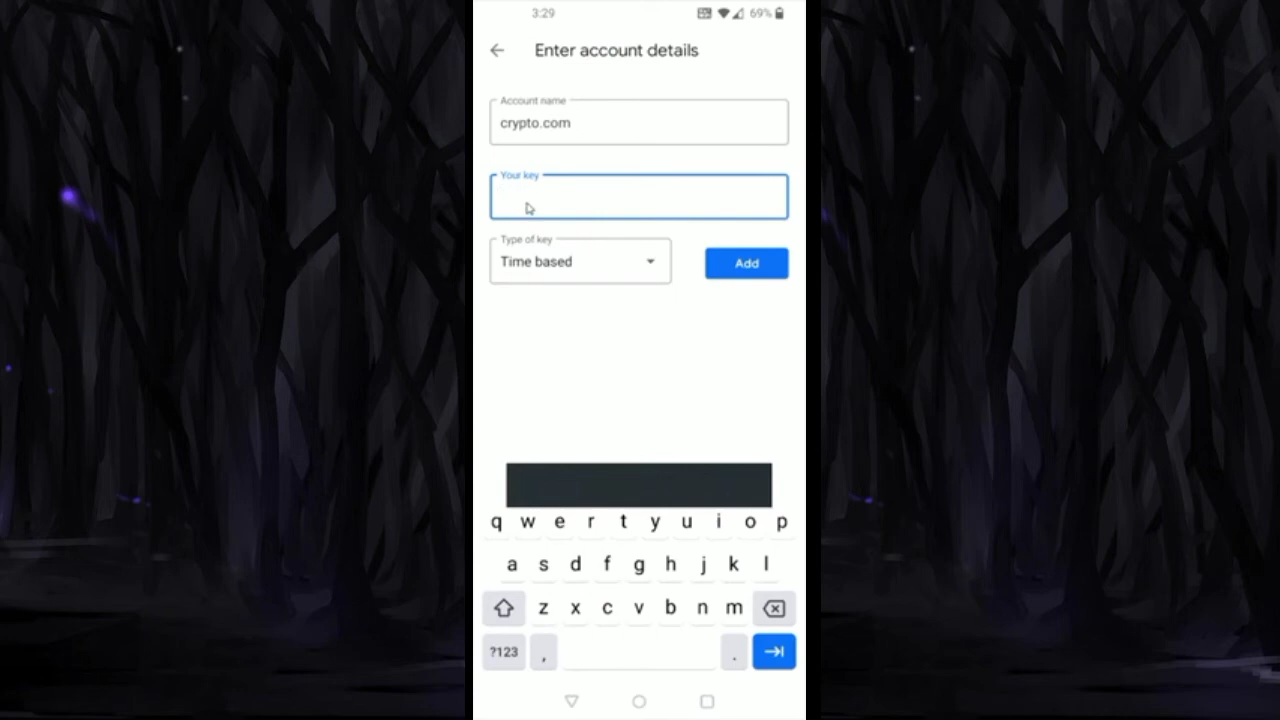 3:29 69%
Enter account details
Account name
crypto.com
Your key
Type of key
Time based
Add
q w e r t y u i o p
a s d f g h j k l
z x c v b n m
?123 , .